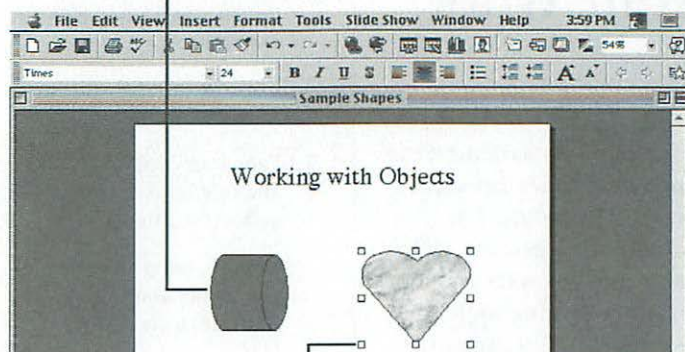 File Edit View Insert Format Tools Slide Show Window Help 3:59 PM
54%
Times 24 B I U S A A
Sample Shapes
Working with Objects